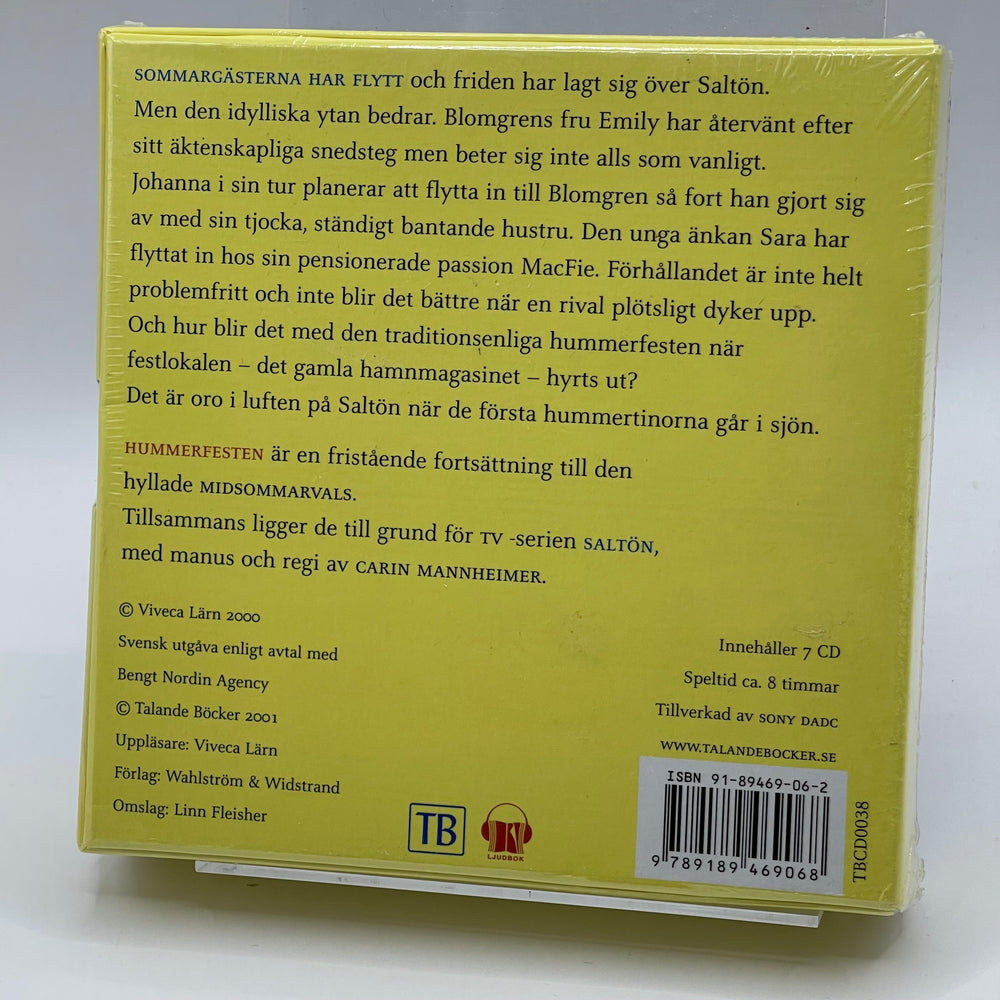 SOMMARGÄSTERNA HAR FLYTT och friden har lagt sig över Saltön.
Men den idylliska ytan bedrar. Blomgrens fru Emily har återvänt efter
sitt äktenskapliga snedsteg men beter sig inte alls som vanligt.
Johanna i sin tur planerar att flytta in till Blomgren så fort han gjort sig
av med sin tjocka, ständigt bantande hustru. Den unga änkan Sara har
flyttat in hos sin pensionerade passion MacFie. Förhållandet är inte helt
problemfritt och inte blir det bättre när en rival plötsligt dyker upp.
Och hur blir det med den traditionsenliga hummerfesten när
festlokalen – det gamla hamnmagasinet – hyrts ut?
Det är oro i luften på Saltön när de första hummertinorna går i sjön.
HUMMERFESTEN är en fristående fortsättning till den
hyllade MIDSOMMARVALS.
Tillsammans ligger de till grund för TV -serien SALTÖN,
med manus och regi av CARIN MANNHEIMER.
© Viveca Lärn 2000
Svensk utgåva enligt avtal med
Bengt Nordin Agency
© Talande Böcker 2001
Uppläsare: Viveca Lärn
Förlag: Wahlström & Widstrand
Omslag: Linn Fleisher
TB
LJUDBOK
Innehåller 7 CD
Speltid ca. 8 timmar
Tillverkad av SONY DADC
WWW.TALANDEBOCKER.SE
ISBN 91-89469-06-2
9 789189 469068
TBCD0038